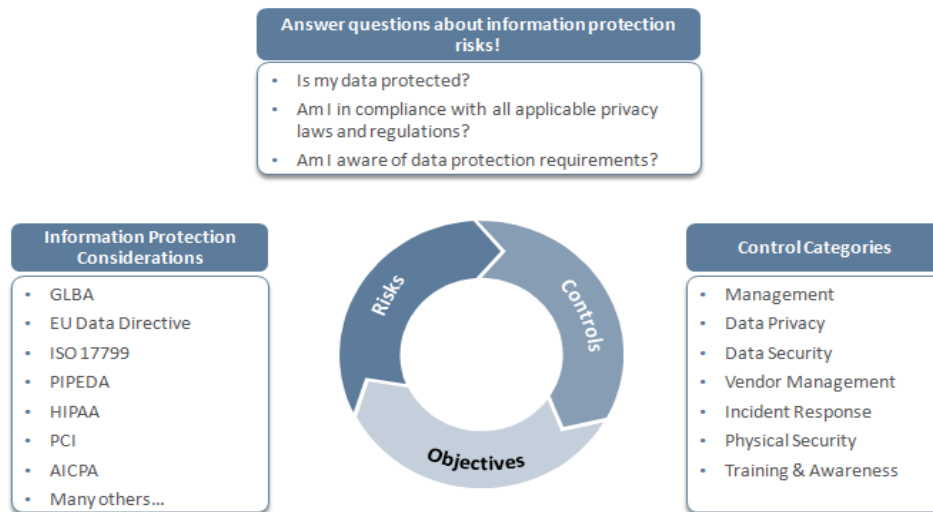 Answer questions about information protection
risks!
• Is my data protected?
• Am I in compliance with all applicable privacy
laws and regulations?
• Am I aware of data protection requirements?
Information Protection
Considerations
• GLBA
• EU Data Directive
• ISO 17799
• PIPEDA
• HIPAA
• PCI
• AICPA
• Many others...
Risks
Controls
Objectives
Control Categories
• Management
• Data Privacy
• Data Security
• Vendor Management
• Incident Response
• Physical Security
• Training & Awareness